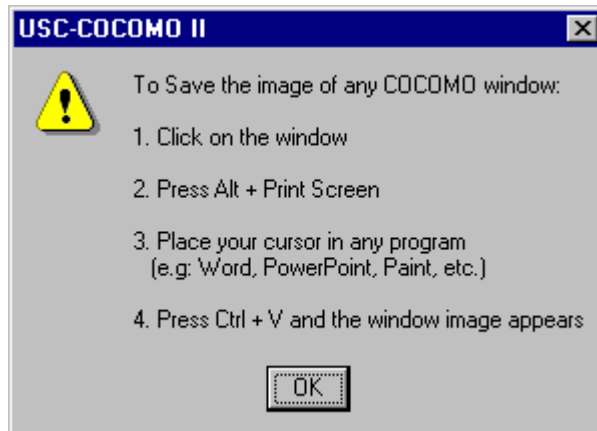 USC-COCOMO II
To Save the image of any COCOMO window:
1. Click on the window
2. Press Alt + Print Screen
3. Place your cursor in any program
(e.g: Word, PowerPoint, Paint, etc.)
4. Press Ctrl + V and the window image appears
OK